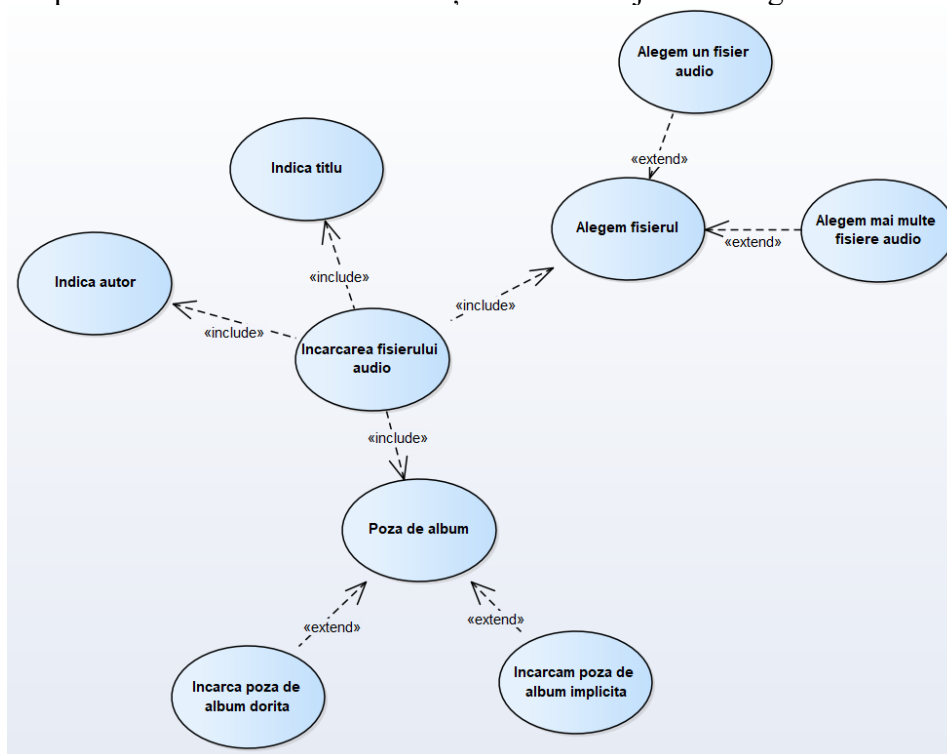 Alegem un fisier
audio
«extend»
Indica titlu
Alegem fisierul
Alegem mai multe
fisiere audio
«extend»
Indica autor
«include»
«include»
«include»
Incarcarea fisierului
audio
«include»
Poza de album
«extend»
«extend»
Incarca poza de
album dorita
Incarcam poza de
album implicita